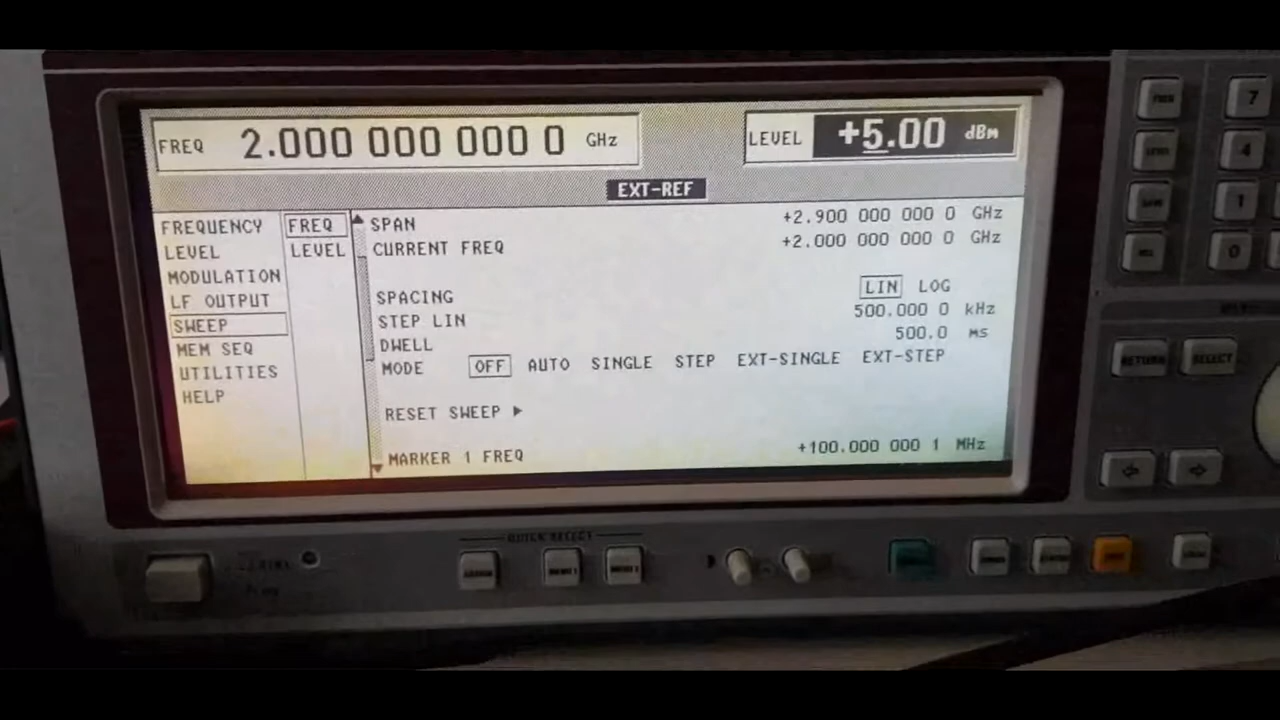 FREQ 2.000 000 000 0 GHz
LEVEL +5.00 dBm
EXT-REF
FREQUENCY
LEVEL
MODULATION
LF OUTPUT
SWEEP
MEM SEQ
UTILITIES
HELP
FREQ
LEVEL
SPAN +2.900 000 000 0 GHz
CURRENT FREQ +2.000 000 000 0 GHz
SPACING LIN LOG
STEP LIN 500.000 0 kHz
DWELL 500.0 ms
MODE OFF AUTO SINGLE STEP EXT-SINGLE EXT-STEP
RESET SWEEP
MARKER 1 FREQ +100.000 000 1 MHz
7
4
1
0
RETURN SELECT
QUICK SELECT